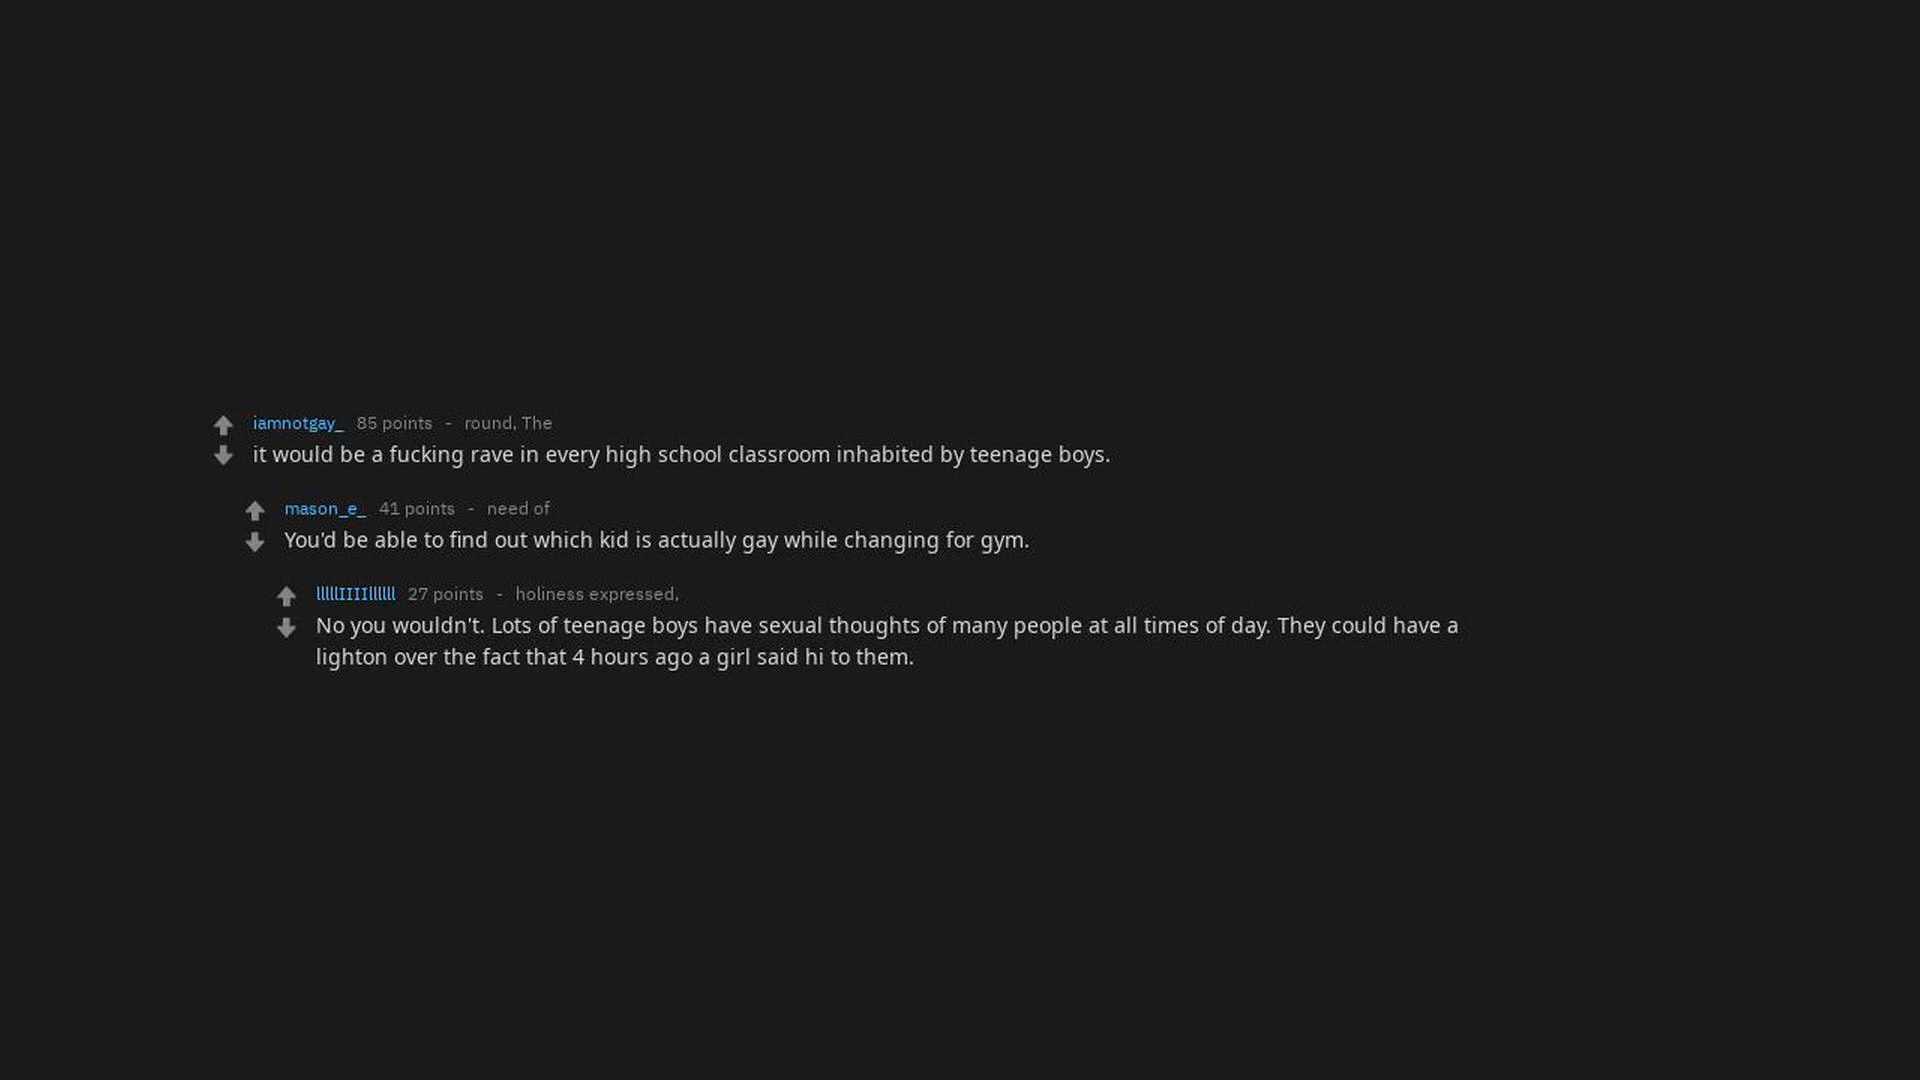 iamnotgay_ 85 points - round, The
it would be a fucking rave in every high school classroom inhabited by teenage boys.
mason_e_ 41 points - need of
You'd be able to find out which kid is actually gay while changing for gym.
lllllIIIIllllll 27 points - holiness expressed,
No you wouldn't. Lots of teenage boys have sexual thoughts of many people at all times of day. They could have a
lighton over the fact that 4 hours ago a girl said hi to them.